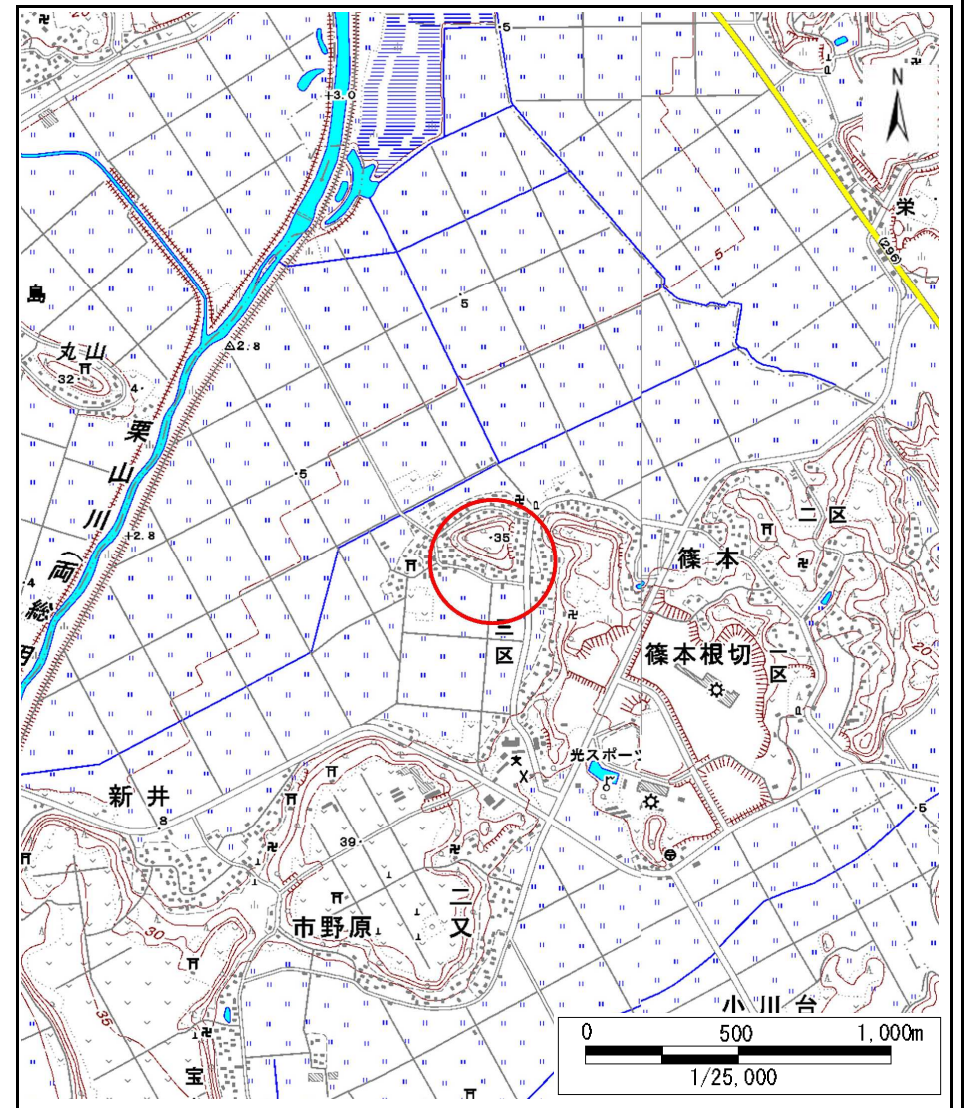 5
+3.0
N
栄
(296)
島
5
5
2.8
丸山
32
4
栗山川
5
+2.8
4
(両総
35
三区
篠本
二区
篠本根切
一区
20
光スポーツ
新井
8
5
39
二又
市野原
30
35
小川台
宝
0 500 1,000m
1/25,000